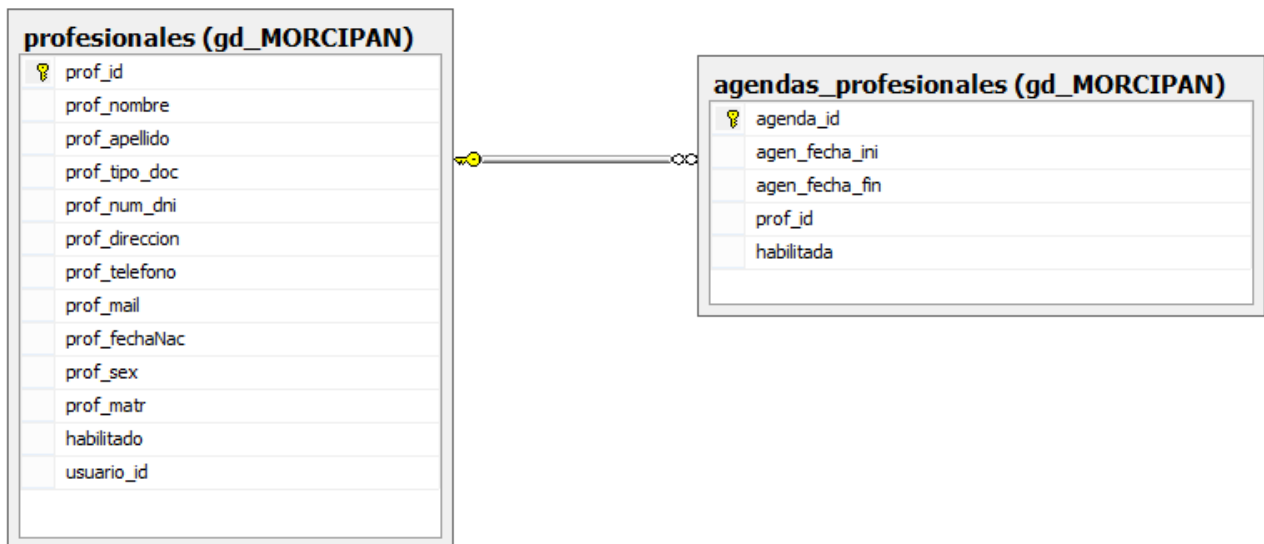 profesionales (gd_MORCIPAN)
prof_id
prof_nombre
prof_apellido
prof_tipo_doc
prof_num_dni
prof_direccion
prof_telefono
prof_mail
prof_fechaNac
prof_sex
prof_matr
habilitado
usuario_id
agendas_profesionales (gd_MORCIPAN)
agenda_id
agen_fecha_ini
agen_fecha_fin
prof_id
habilitada